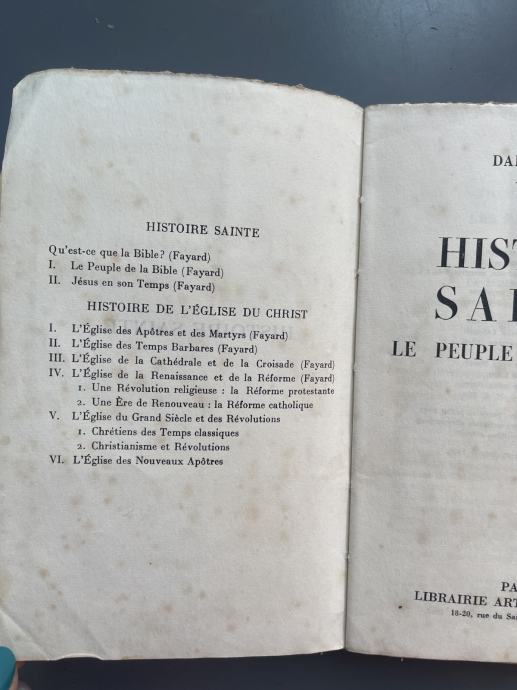 HISTOIRE SAINTE
Qu'est-ce que la Bible? (Fayard)
I. Le Peuple de la Bible (Fayard)
II. Jésus en son Temps (Fayard)
HISTOIRE DE L'ÉGLISE DU CHRIST
I. L'Église des Apôtres et des Martyrs (Fayard)
II. L'Église des Temps Barbares (Fayard)
III. L'Église de la Cathédrale et de la Croisade (Fayard)
IV. L'Église de la Renaissance et de la Réforme (Fayard)
1. Une Révolution religieuse : la Réforme protestante
2. Une Ère de Renouveau : la Réforme catholique
V. L'Église du Grand Siècle et des Révolutions
1. Chrétiens des Temps classiques
2. Christianisme et Révolutions
VI. L'Église des Nouveaux Apôtres
DA
HIST
SA
LE PEUPLE
PA
LIBRAIRIE ART
18-20, rue du Sa